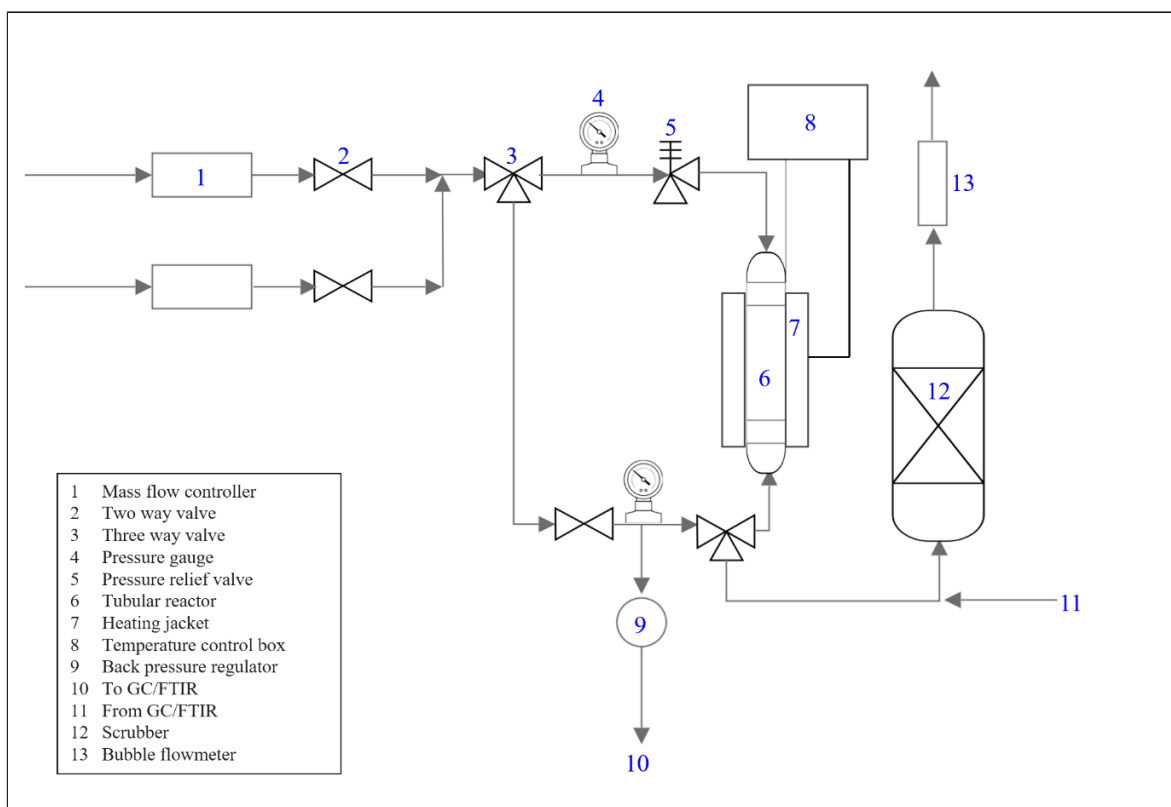 4
5
8
1
2
3
13
7
6
12
9
11
10
1 Mass flow controller
2 Two way valve
3 Three way valve
4 Pressure gauge
5 Pressure relief valve
6 Tubular reactor
7 Heating jacket
8 Temperature control box
9 Back pressure regulator
10 To GC/FTIR
11 From GC/FTIR
12 Scrubber
13 Bubble flowmeter